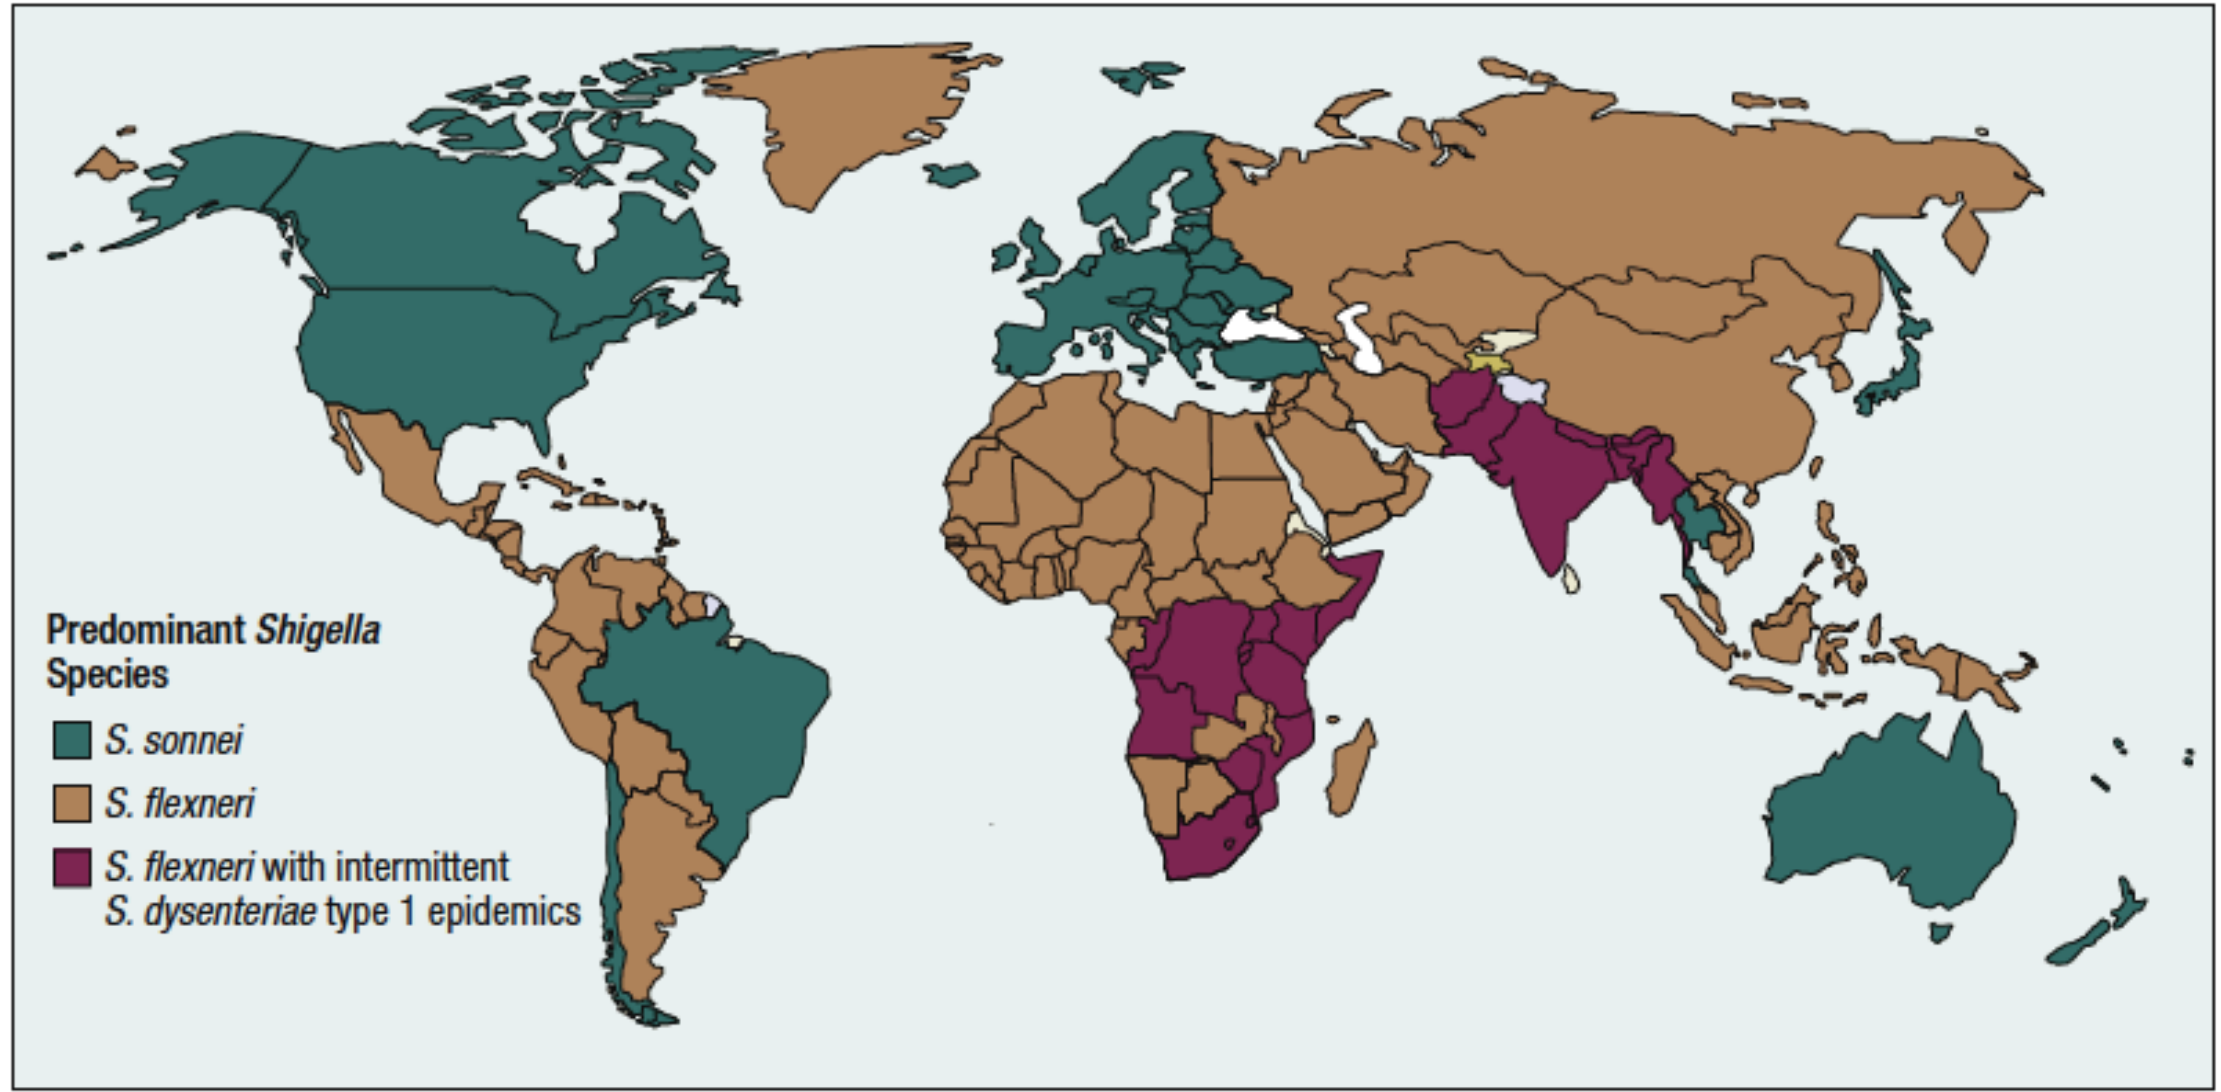 Predominant Shigella
Species
S. sonnei
S. flexneri
S. flexneri with intermittent
S. dysenteriae type 1 epidemics